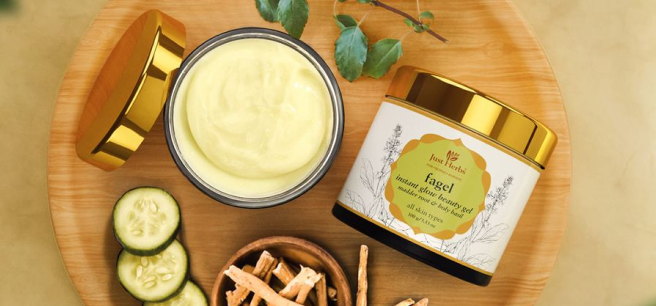 Just Herbs
fagel
instant glow beauty gel
madder root & holy basil
all skin types